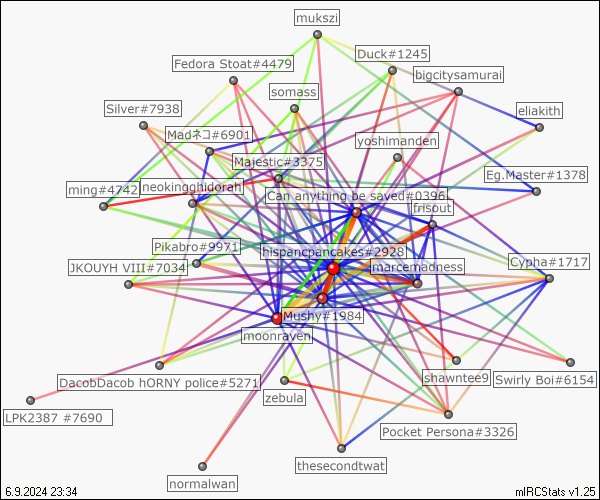 mukszi
Duck#1245
Fedora Stoat#4479
bigcitysamurai
somass
Silver#7938
eliakith
Madネコ#6901
yoshimanden
Majestic#3375
Eg.Master#1378
ming#4742
neokingghidorah
Can anything be saved#0396
frisout
Pikabro#9971
hispancpancakes#2928
JKOUYH VIII#7034
marcemadness
Cypha#1717
Mushy#1984
moonraven
DacobDacob hORNY police#5271
shawntee9
Swirly Boi#6154
zebula
LPK2387 #7690
Pocket Persona#3326
thesecondtwat
normalwan
6.9.2024 23:34
mIRCStats v1.25